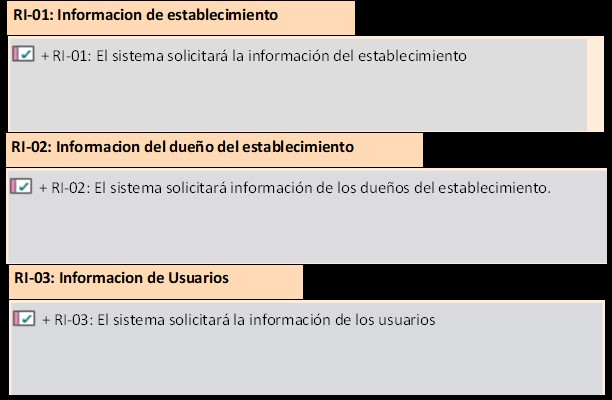 RI-01: Informacion de establecimiento
+ RI-01: El sistema solicitará la información del establecimiento
RI-02: Informacion del dueño del establecimiento
+ RI-02: El sistema solicitará información de los dueños del establecimiento.
RI-03: Informacion de Usuarios
+ RI-03: El sistema solicitará la información de los usuarios